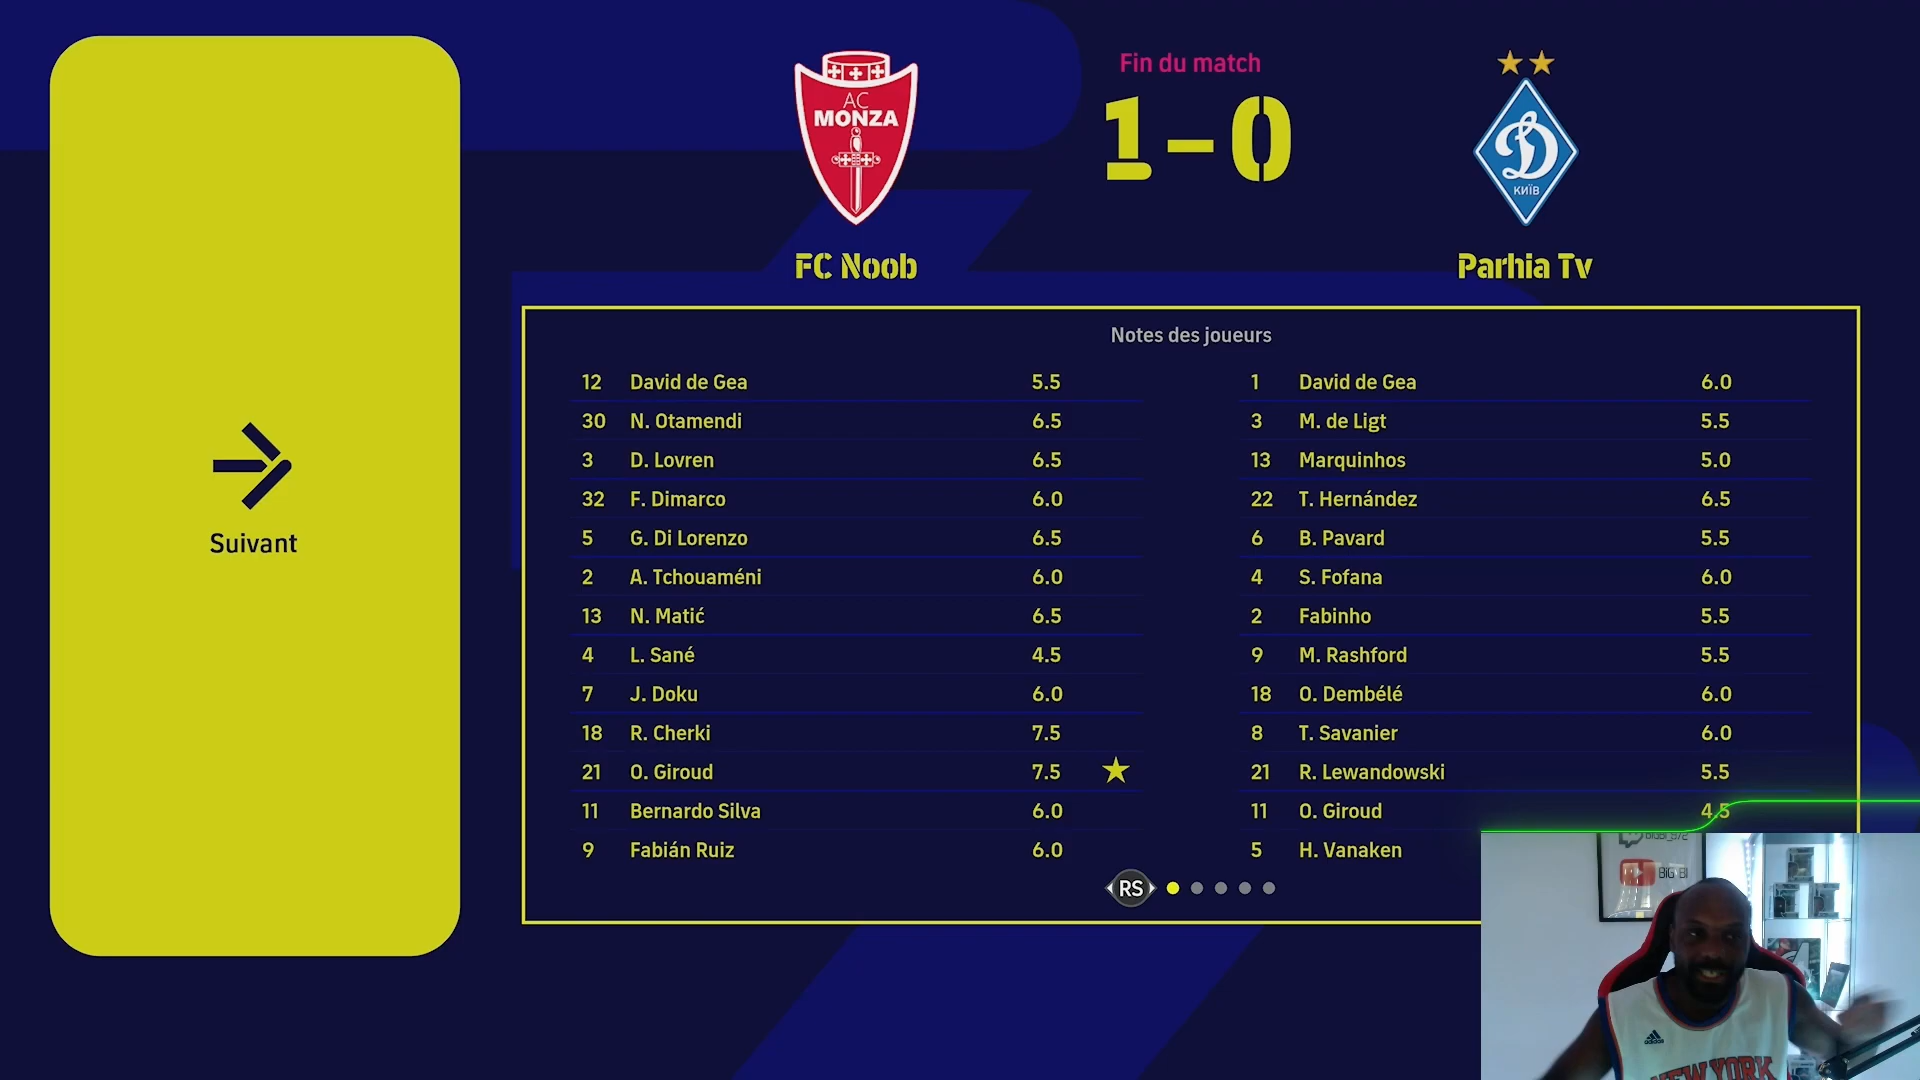 Fin du match
1-0
AC
MONZA
КИЇВ
FC Noob
Parhia Tv
Suivant
Notes des joueurs
12 David de Gea 5.5
30 N. Otamendi 6.5
3 D. Lovren 6.5
32 F. Dimarco 6.0
5 G. Di Lorenzo 6.5
2 A. Tchouaméni 6.0
13 N. Matić 6.5
4 L. Sané 4.5
7 J. Doku 6.0
18 R. Cherki 7.5
21 O. Giroud 7.5
11 Bernardo Silva 6.0
9 Fabián Ruiz 6.0
1 David de Gea 6.0
3 M. de Ligt 5.5
13 Marquinhos 5.0
22 T. Hernández 6.5
6 B. Pavard 5.5
4 S. Fofana 6.0
2 Fabinho 5.5
9 M. Rashford 5.5
18 O. Dembélé 6.0
8 T. Savanier 6.0
21 R. Lewandowski 5.5
11 O. Giroud 4.5
5 H. Vanaken
RS
BIG BI
adidas
NEW YORK